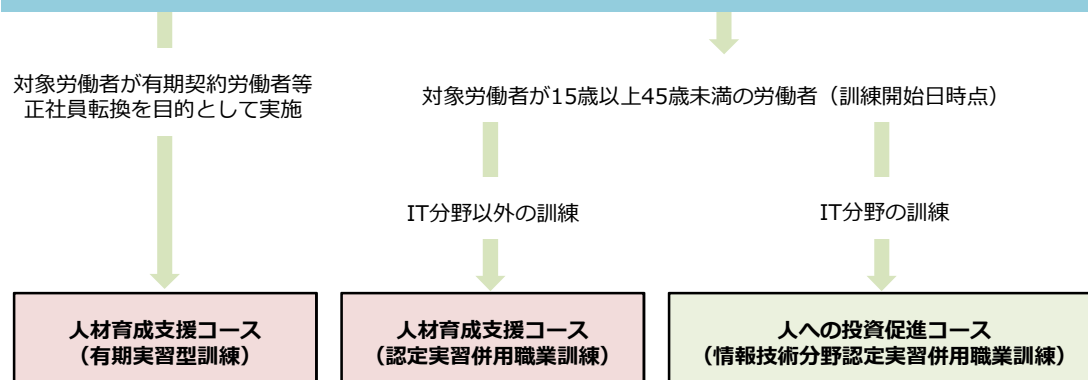 対象労働者が有期契約労働者等
正社員転換を目的として実施
対象労働者が15歳以上45歳未満の労働者（訓練開始日時点）
IT分野以外の訓練
IT分野の訓練
人材育成支援コース
（有期実習型訓練）
人材育成支援コース
（認定実習併用職業訓練）
人への投資促進コース
（情報技術分野認定実習併用職業訓練）